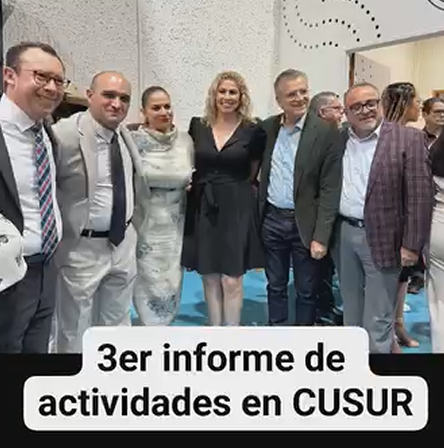 3er informe de
actividades en CUSUR